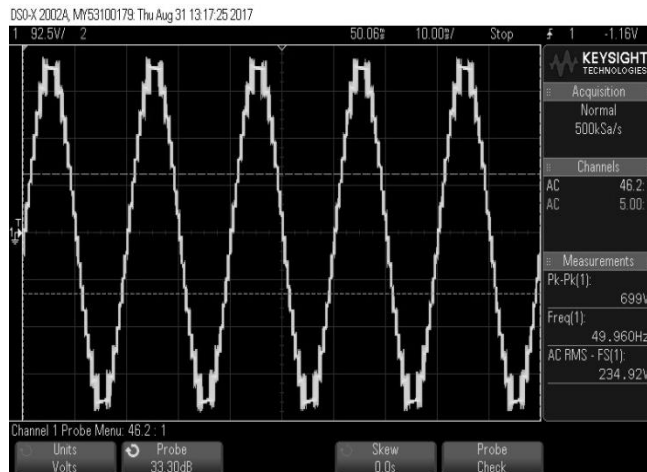 DSO-X 2002A, MY53100179: Thu Aug 31 13:17:25 2017
1 92.5V/ 2 50.06ms 10.00ms/ Stop 1 -1.16V
KEYSIGHT
TECHNOLOGIES
Acquisition
Normal
500kSa/s
Channels
AC 46.2:
AC 5.00:
Measurements
Pk-Pk(1):
699V
Freq(1):
49.960Hz
AC RMS - FS(1):
234.92V
T
1
Channel 1 Probe Menu: 46.2 : 1
Units
Volts
Probe
33.30dB
Skew
0.0s
Probe
Check